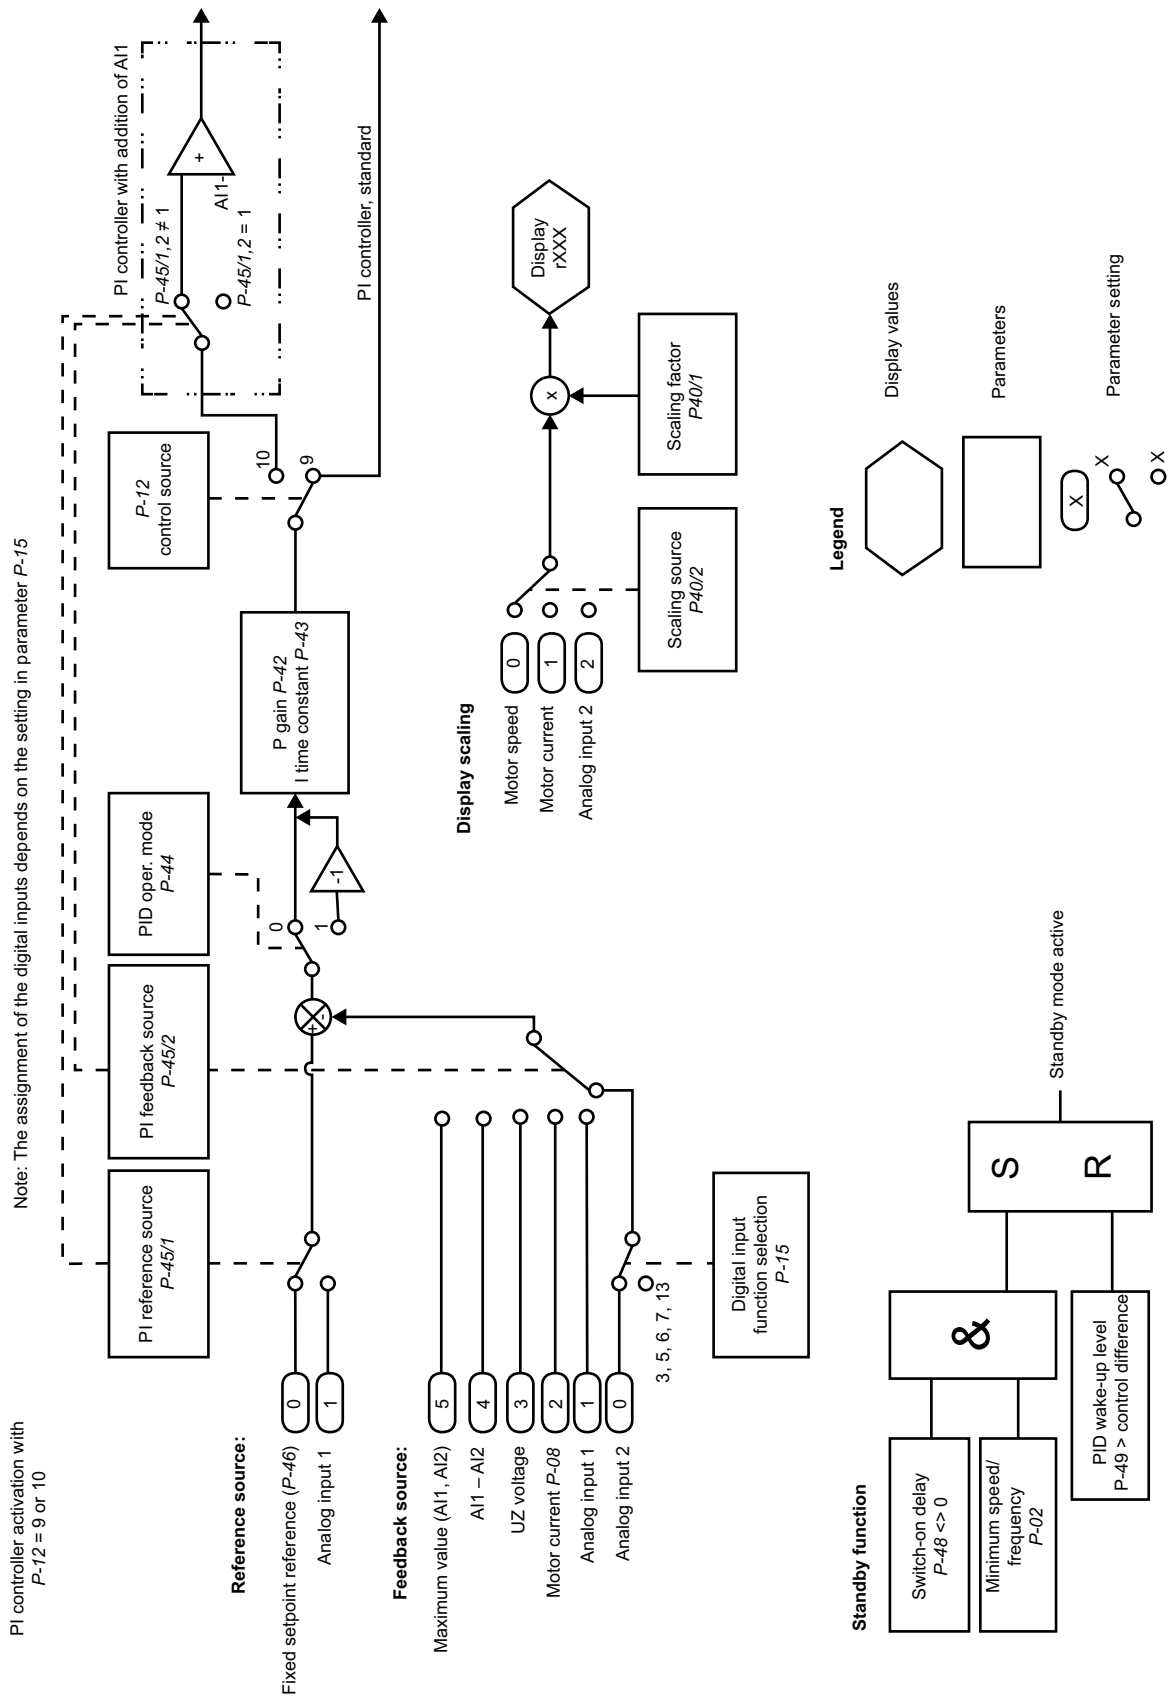 PI controller activation with
P-12 = 9 or 10
Note: The assignment of the digital inputs depends on the setting in parameter P-15
PI reference source
P-45/1
PI feedback source
P-45/2
PID oper. mode
P-44
P-12
control source
PI controller with addition of AI1
P-45/1,2 ≠ 1
P-45/1,2 = 1
AI1
+
10
9
PI controller, standard
Reference source:
Fixed setpoint reference (P-46)
0
Analog input 1
1
+
-
0
1
-1
P gain P-42
I time constant P-43
Feedback source:
Maximum value (AI1, AI2)
5
AI1 – AI2
4
UZ voltage
3
Motor current P-08
2
Analog input 1
1
Analog input 2
0
3, 5, 6, 7, 13
Digital input
function selection
P-15
Display scaling
Motor speed
0
Motor current
1
Analog input 2
2
Scaling source
P40/2
x
Scaling factor
P40/1
Display
rXXX
Standby function
Switch-on delay
P-48 <> 0
Minimum speed/
frequency
P-02
&
PID wake-up level
P-49 > control difference
S
R
Standby mode active
Legend
Display values
Parameters
X
X
X
Parameter setting